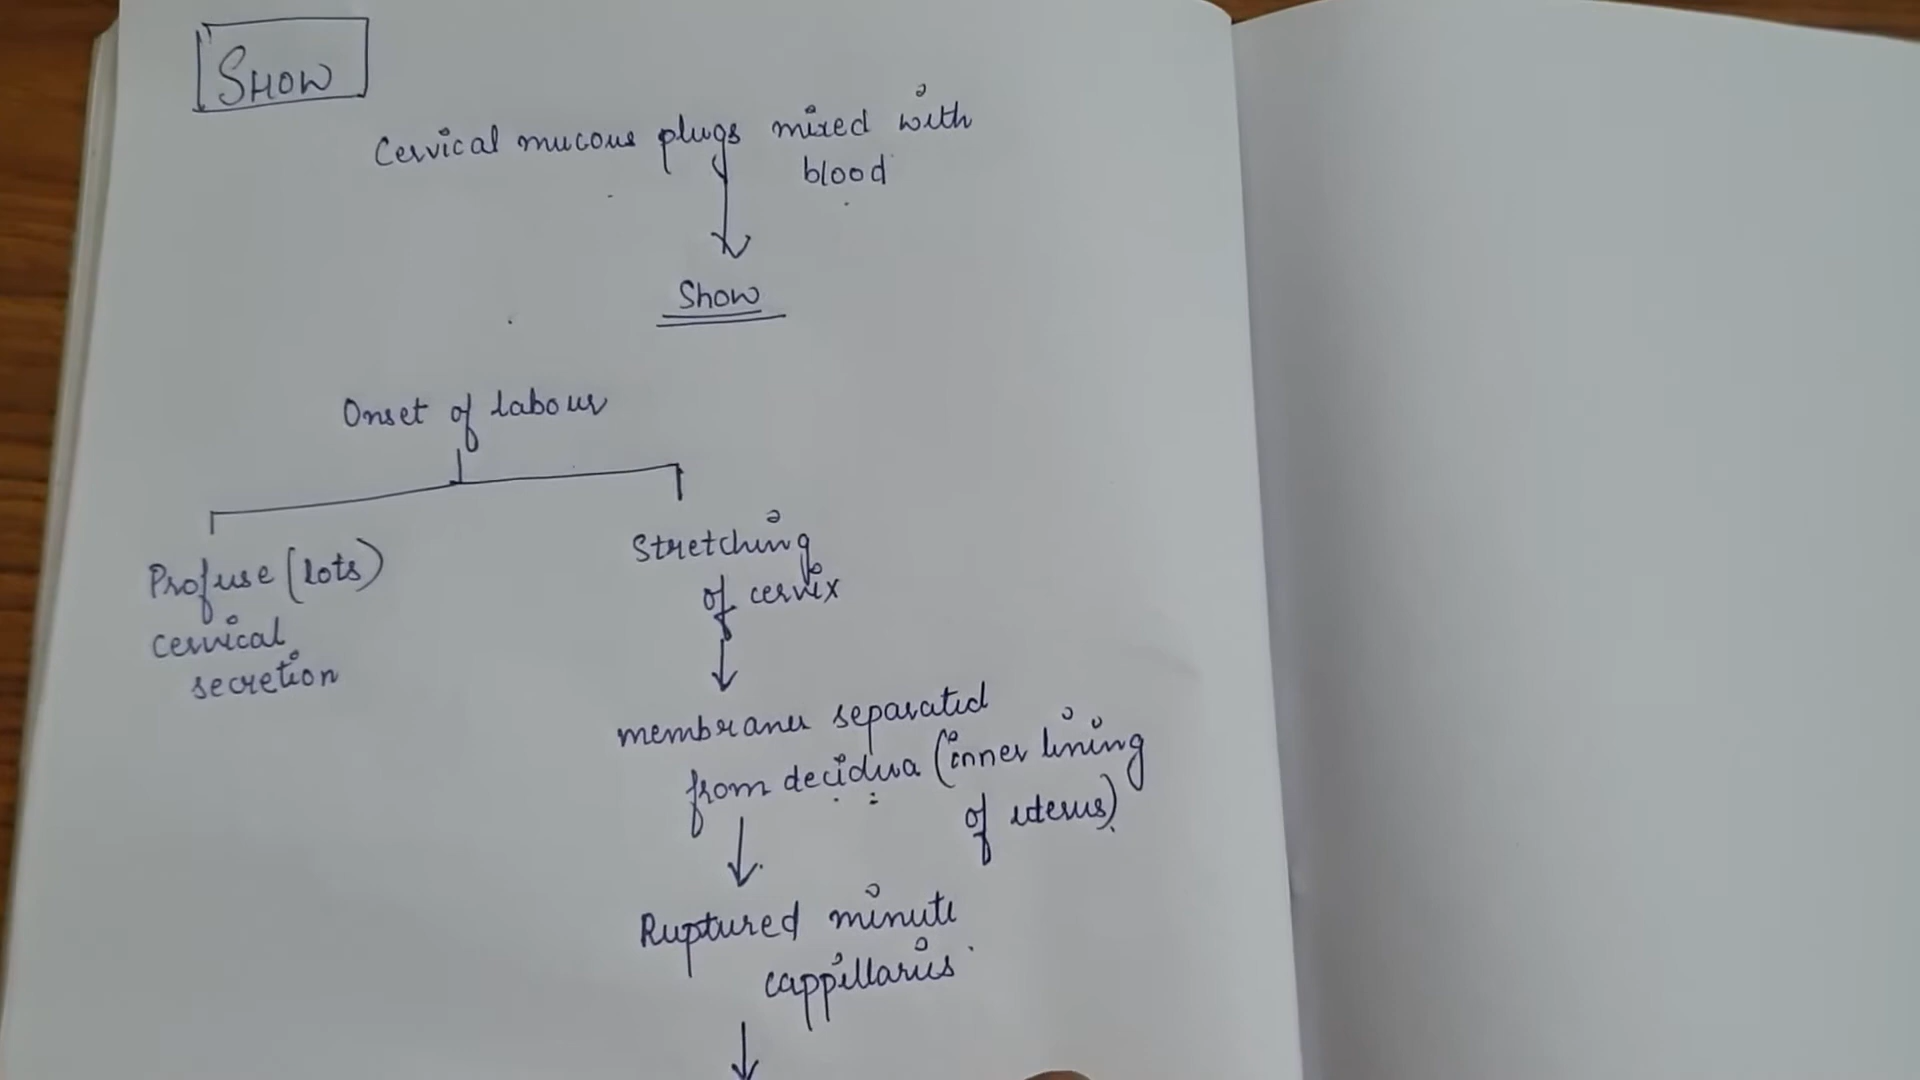 SHOW
Cervical mucous plugs mixed with
blood
Show
Onset of labour
Profuse (lots)
cervical
secretion
Stretching
of cervix
membranes separated
from decidua (inner lining
of uterus)
Ruptured minute
cappillaries